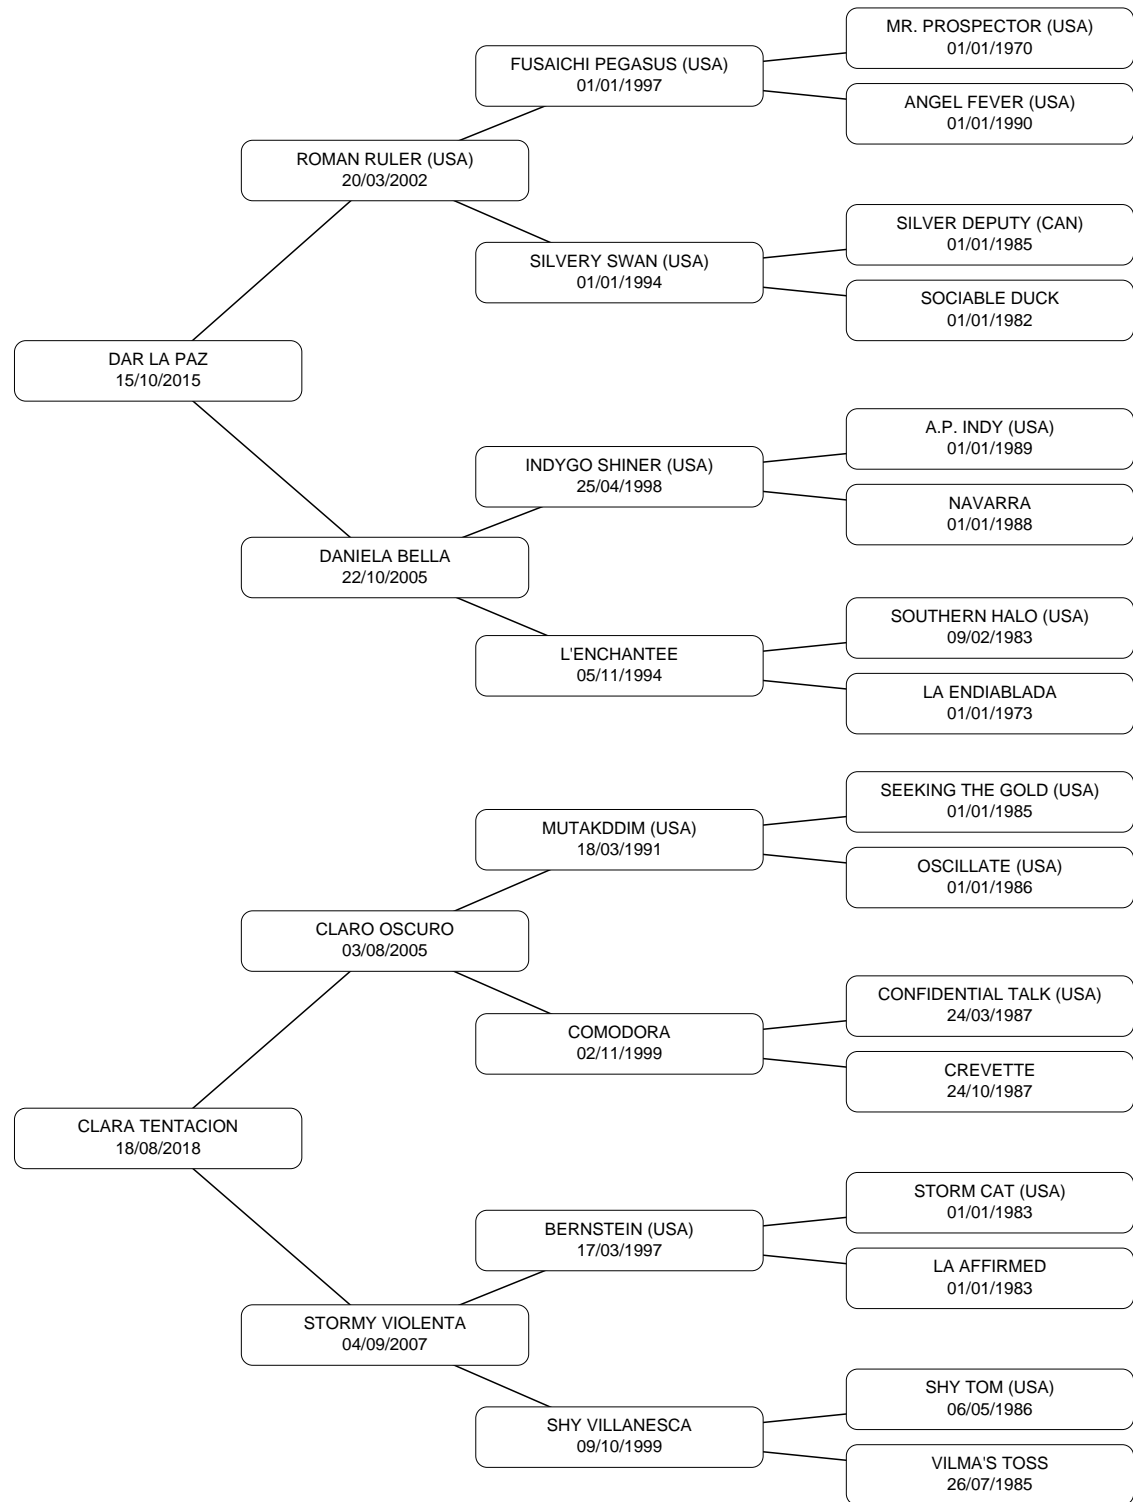 MR. PROSPECTOR (USA)
01/01/1970
FUSAICHI PEGASUS (USA)
01/01/1997
ANGEL FEVER (USA)
01/01/1990
ROMAN RULER (USA)
20/03/2002
SILVER DEPUTY (CAN)
01/01/1985
SILVERY SWAN (USA)
01/01/1994
SOCIABLE DUCK
01/01/1982
DAR LA PAZ
15/10/2015
A.P. INDY (USA)
01/01/1989
INDYGO SHINER (USA)
25/04/1998
NAVARRA
01/01/1988
DANIELA BELLA
22/10/2005
SOUTHERN HALO (USA)
09/02/1983
L'ENCHANTEE
05/11/1994
LA ENDIABLADA
01/01/1973
SEEKING THE GOLD (USA)
01/01/1985
MUTAKDDIM (USA)
18/03/1991
OSCILLATE (USA)
01/01/1986
CLARO OSCURO
03/08/2005
CONFIDENTIAL TALK (USA)
24/03/1987
COMODORA
02/11/1999
CREVETTE
24/10/1987
CLARA TENTACION
18/08/2018
STORM CAT (USA)
01/01/1983
BERNSTEIN (USA)
17/03/1997
LA AFFIRMED
01/01/1983
STORMY VIOLENTA
04/09/2007
SHY TOM (USA)
06/05/1986
SHY VILLANESCA
09/10/1999
VILMA'S TOSS
26/07/1985